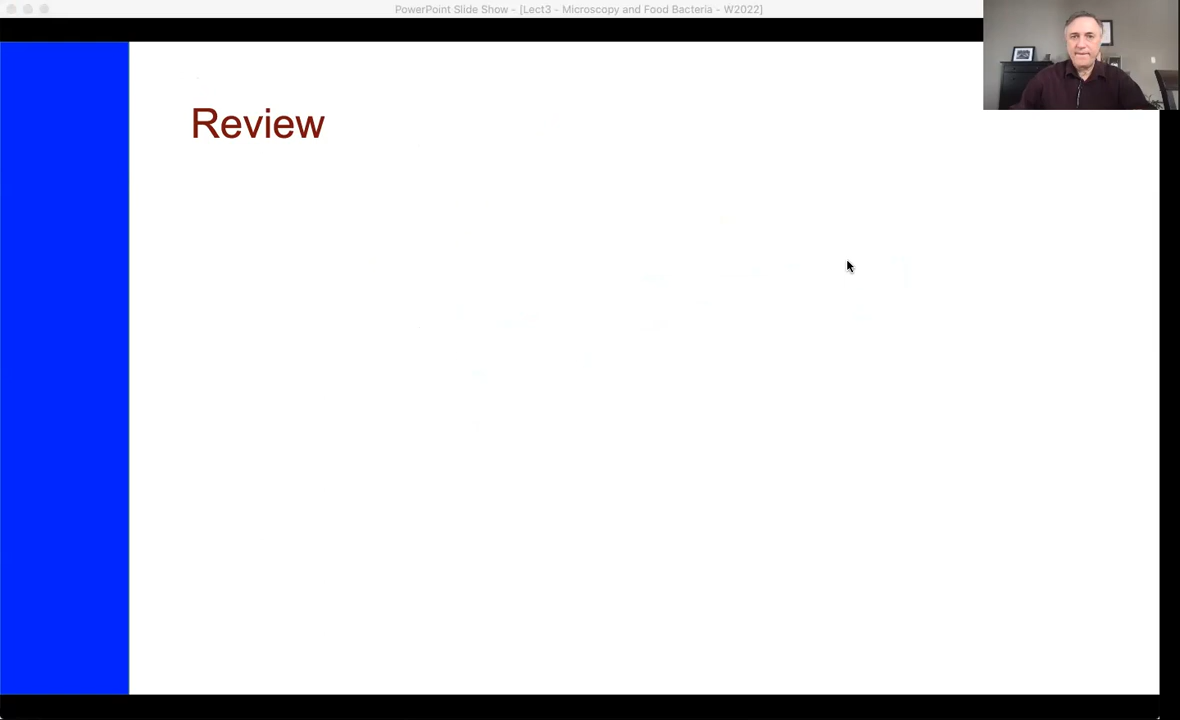 PowerPoint Slide Show - [Lect3 - Microscopy and Food Bacteria - W2022]
Review